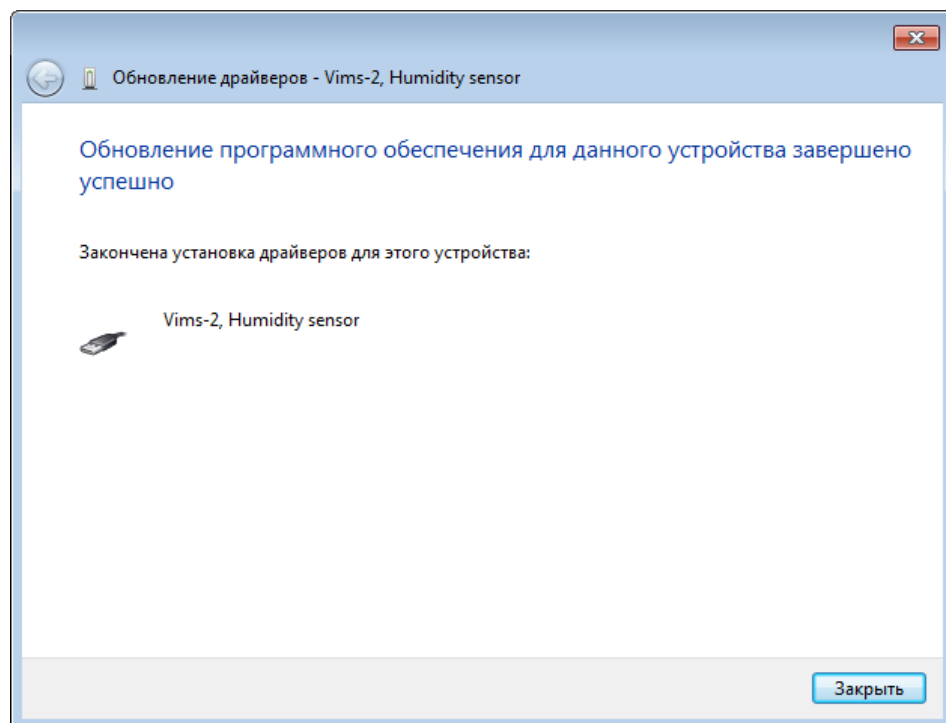 Обновление драйверов - Vims-2, Humidity sensor
Обновление программного обеспечения для данного устройства завершено
успешно
Закончена установка драйверов для этого устройства:
Vims-2, Humidity sensor
Закрыть